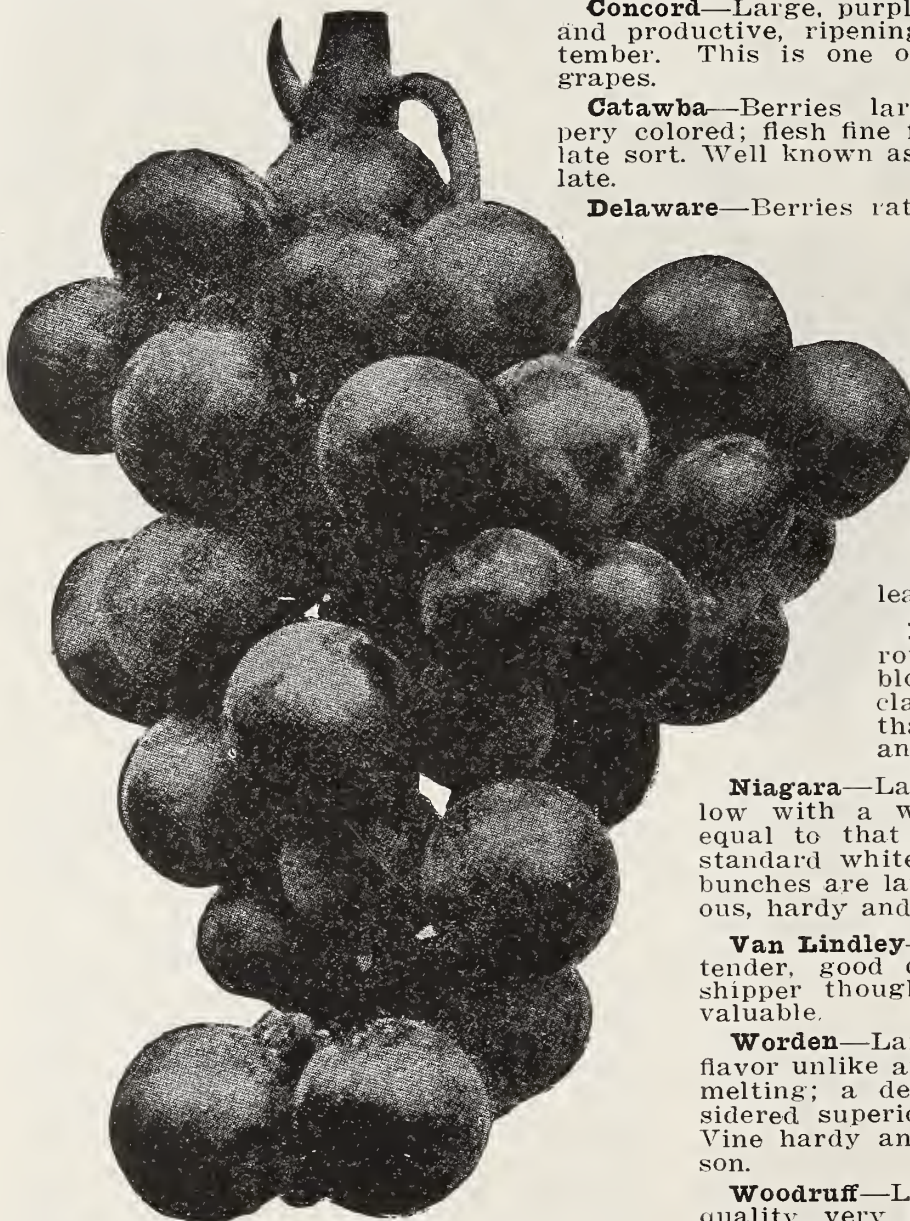 Concord—Large, purpl
and productive, ripening
tember. This is one o
grapes.
Catawba—Berries lar
pery colored; flesh fine
late sort. Well known as
late.
Delaware—Berries rat
lea
ro
blo
cla
tha
an
Niagara—La
low with a w
equal to that
standard white
bunches are la
ous, hardy and
Van Lindley-
tender, good
shipper though
valuable.
Worden—La
flavor unlike a
melting; a de
sidered superio
Vine hardy an
son.
Woodruff—L
quality very